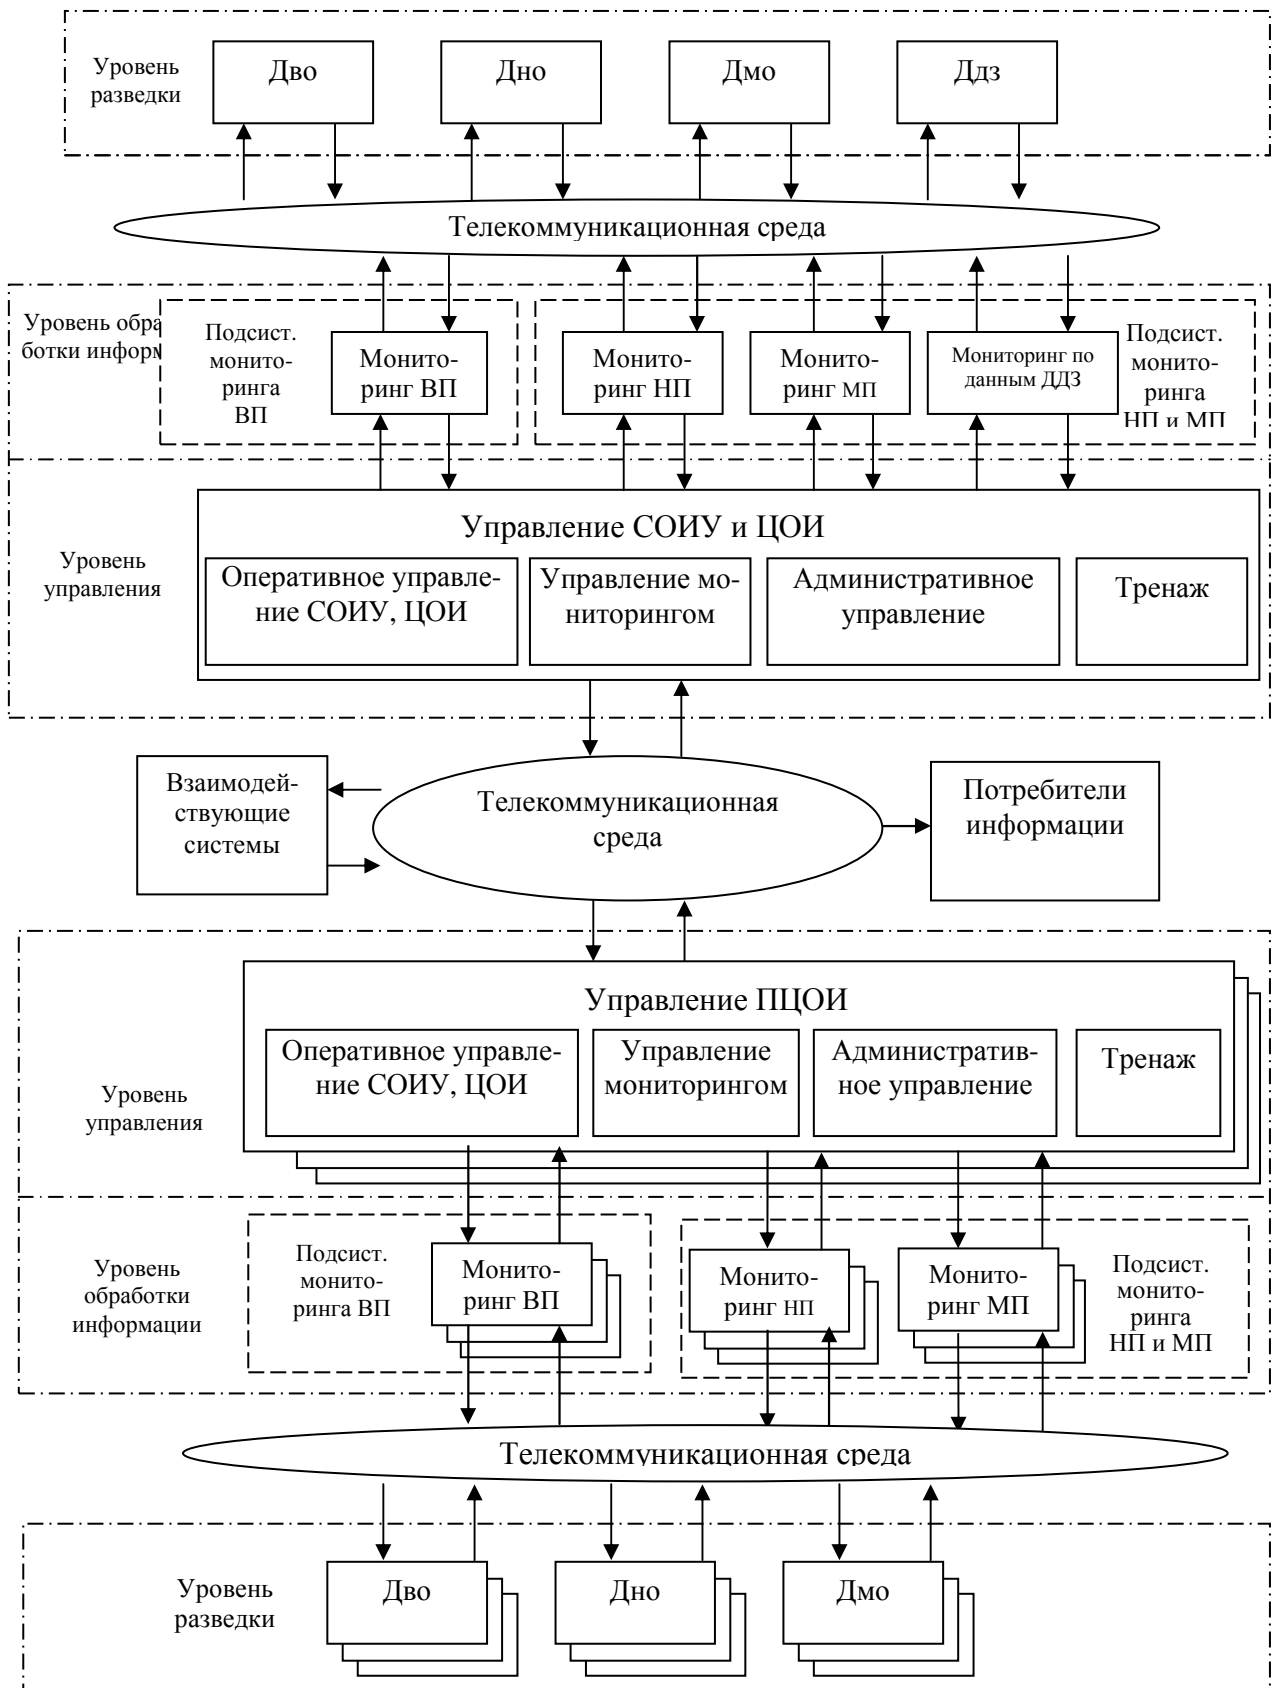 Уровень
разведки
Дво
Дно
Дмо
Ддз
Телекоммуникационная среда
Уровень обра
ботки информ
Подсист.
монито-
ринга
ВП
Монито-
ринг ВП
Монито-
ринг НП
Монито-
ринг МП
Мониторинг по
данным ДДЗ
Подсист.
монито-
ринга
НП и МП
Уровень
управления
Управление СОИУ и ЦОИ
Оперативное управле-
ние СОИУ, ЦОИ
Управление мо-
ниторингом
Административное
управление
Тренаж
Взаимодей-
ствующие
системы
Телекоммуникационная
среда
Потребители
информации
Уровень
управления
Управление ПЦОИ
Оперативное управле-
ние СОИУ, ЦОИ
Управление
мониторингом
Административ-
ное управление
Тренаж
Уровень
обработки
информации
Подсист.
монито-
ринга ВП
Монито-
ринг ВП
Монито-
ринг НП
Монито-
ринг МП
Подсист.
монито-
ринга
НП и МП
Телекоммуникационная среда
Уровень
разведки
Дво
Дно
Дмо